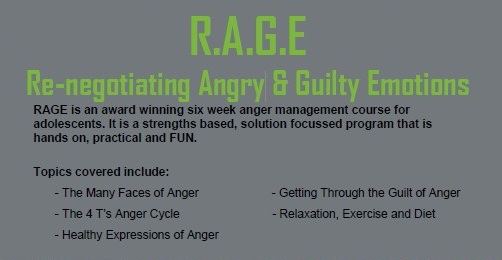 R.A.G.E
Re-negotiating Angry & Guilty Emotions
RAGE is an award winning six week anger management course for
adolescents. It is a strengths based, solution focussed program that is
hands on, practical and FUN.
Topics covered include:
- The Many Faces of Anger
- The 4 T's Anger Cycle
- Healthy Expressions of Anger
- Getting Through the Guilt of Anger
- Relaxation, Exercise and Diet